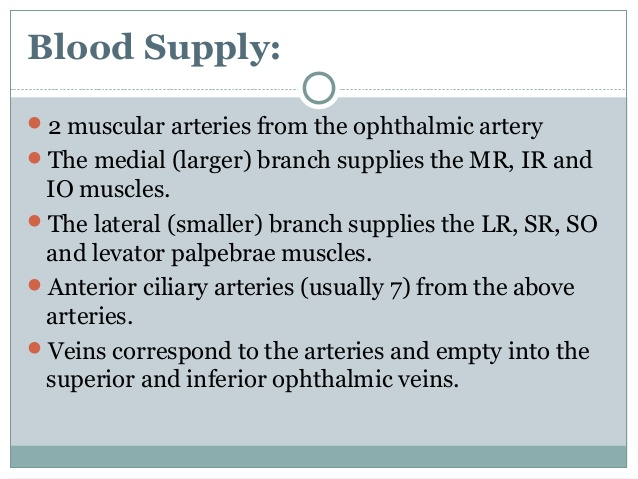 Blood Supply:
2 muscular arteries from the ophthalmic artery
The medial (larger) branch supplies the MR, IR and
IO muscles.
The lateral (smaller) branch supplies the LR, SR, SO
and levator palpebrae muscles.
Anterior ciliary arteries (usually 7) from the above
arteries.
Veins correspond to the arteries and empty into the
superior and inferior ophthalmic veins.